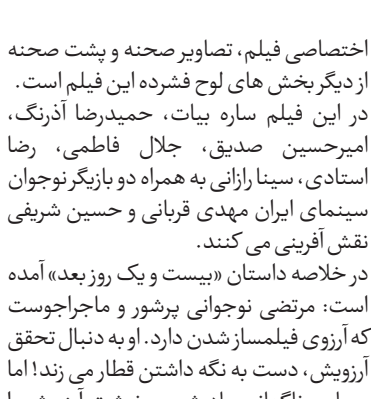 اختصاصی فیلم، تصاویر صحنه و پشت صحنه
از دیگر بخش های لوح فشرده این فیلم است.
در این فیلم ساره بیات، حمیدرضا آذرنگ،
امیرحسین صدیق، جلال فاطمی، رضا
استادی، سینا رازانی به همراه دو بازیگر نوجوان
سینمای ایران مهدی قربانی و حسین شریفی
نقش آفرینی می کنند.
در خلاصه داستان «بیست و یک روز بعد» آمده
است: مرتضی نوجوانی پرشور و ماجراجوست
که آرزوی فیلمساز شدن دارد. او به دنبال تحقق
آرزویش، دست به نگه داشتن قطار می زند! اما